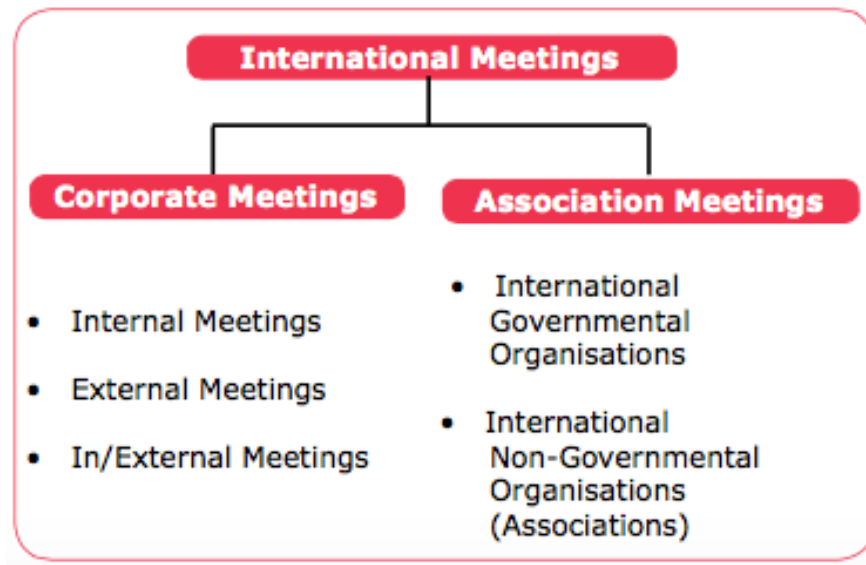 International Meetings
Corporate Meetings
• Internal Meetings
• External Meetings
• In/External Meetings
Association Meetings
• International
Governmental
Organisations
• International
Non-Governmental
Organisations
(Associations)